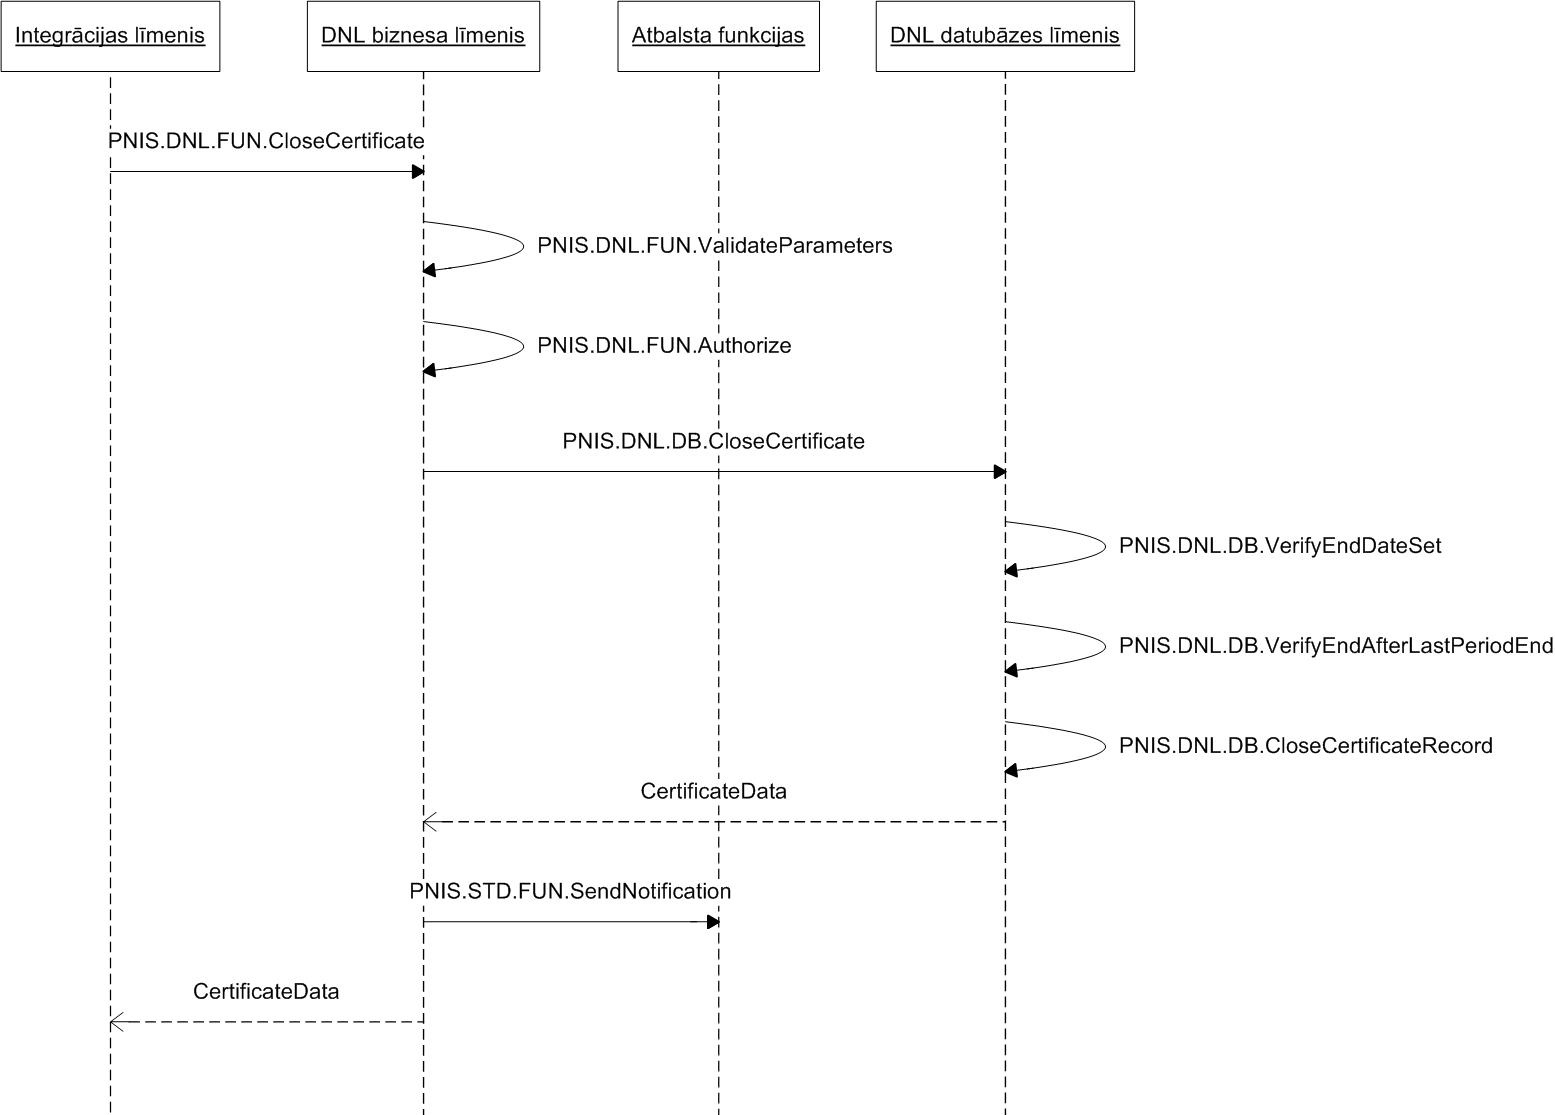 Integrācijas līmenis
DNL biznesa līmenis
Atbalsta funkcijas
DNL datubāzes līmenis
PNIS.DNL.FUN.CloseCertificate
PNIS.DNL.FUN.ValidateParameters
PNIS.DNL.FUN.Authorize
PNIS.DNL.DB.CloseCertificate
PNIS.DNL.DB.VerifyEndDateSet
PNIS.DNL.DB.VerifyEndAfterLastPeriodEnd
PNIS.DNL.DB.CloseCertificateRecord
CertificateData
PNIS.STD.FUN.SendNotification
CertificateData